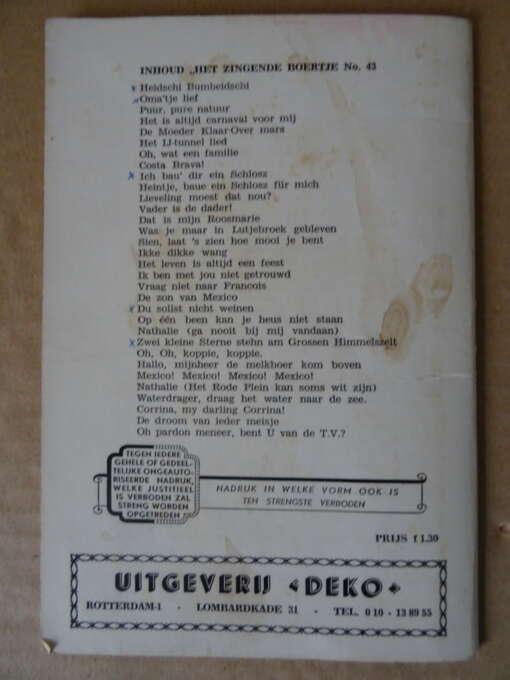 INHOUD „HET ZINGENDE BOERTJE No. 43
Heidschi Bumbeidschi
Oma'tje lief
Puur, pure natuur
Het is altijd carnaval voor mij
De Moeder Klaar-Over mars
Het IJ-tunnel lied
Oh, wat een familie
Costa Brava!
Ich bau' dir ein Schlosz
Heintje, baue ein Schlosz für mich
Lieveling moest dat nou?
Vader is de dader!
Dat is mijn Roosmarie
Was je maar in Lutjebroek gebleven
Sien, laat 's zien hoe mooi je bent
Ikke dikke wang
Het leven is altijd een feest
Ik ben met jou niet getrouwd
Vraag niet naar Francois
De zon van Mexico
Du solist nicht weinen
Op één been kan je heus niet staan
Nathalie (ga nooit bij mij vandaan)
Zwei kleine Sterne stehn am Grossen Himmelszelt
Oh, Oh, koppie, koppie.
Hallo, mijnheer de melkboer kom boven
Mexico! Mexico! Mexico! Mexico!
Nathalie (Het Rode Plein kan soms wit zijn)
Waterdrager, draag het water naar de zee.
Corrina, my darling Corrina!
De droom van ieder meisje
Oh pardon meneer, bent U van de T.V.?
TEGEN IEDERE
GEHELE OF GEDEEL-
TELIJKE ONGEAUTO-
RISEERDE NADRUK,
WELKE JUSTITIEEL
IS VERBODEN ZAL
STRENG WORDEN
OPGETREDEN
NADRUK IN WELKE VORM OOK IS
TEN STRENGSTE VERBODEN
PRIJS f 1.30
UITGEVERIJ «DEKO»
ROTTERDAM-1 - LOMBARDKADE 31 - TEL. 0 10 - 13 89 55